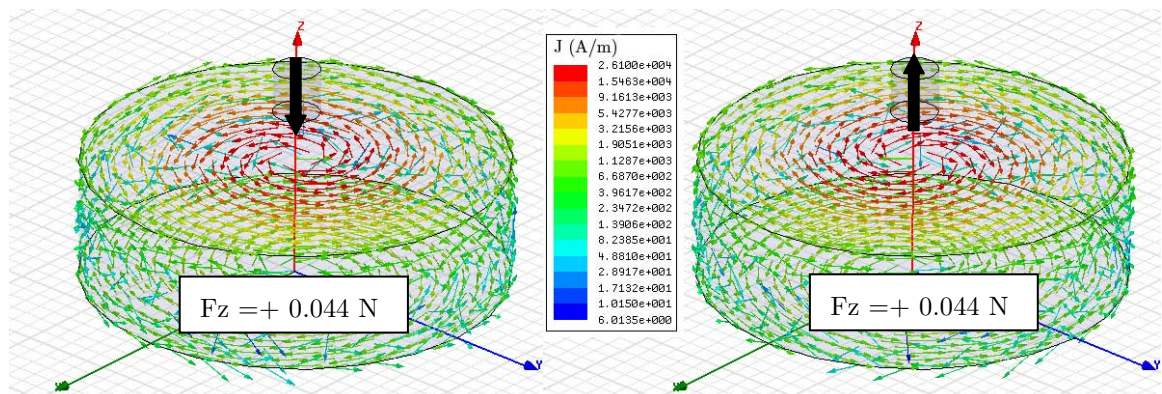 Z
J (A/m)
2.6100e+004
1.5463e+004
9.1613e+003
5.4277e+003
3.2156e+003
1.9051e+003
1.1287e+003
6.6870e+002
3.9617e+002
2.3472e+002
1.3906e+002
8.2385e+001
4.8810e+001
2.8917e+001
1.7132e+001
1.0150e+001
6.0135e+000
Fz =+ 0.044 N
X
Y
Z
Fz =+ 0.044 N
X
Y